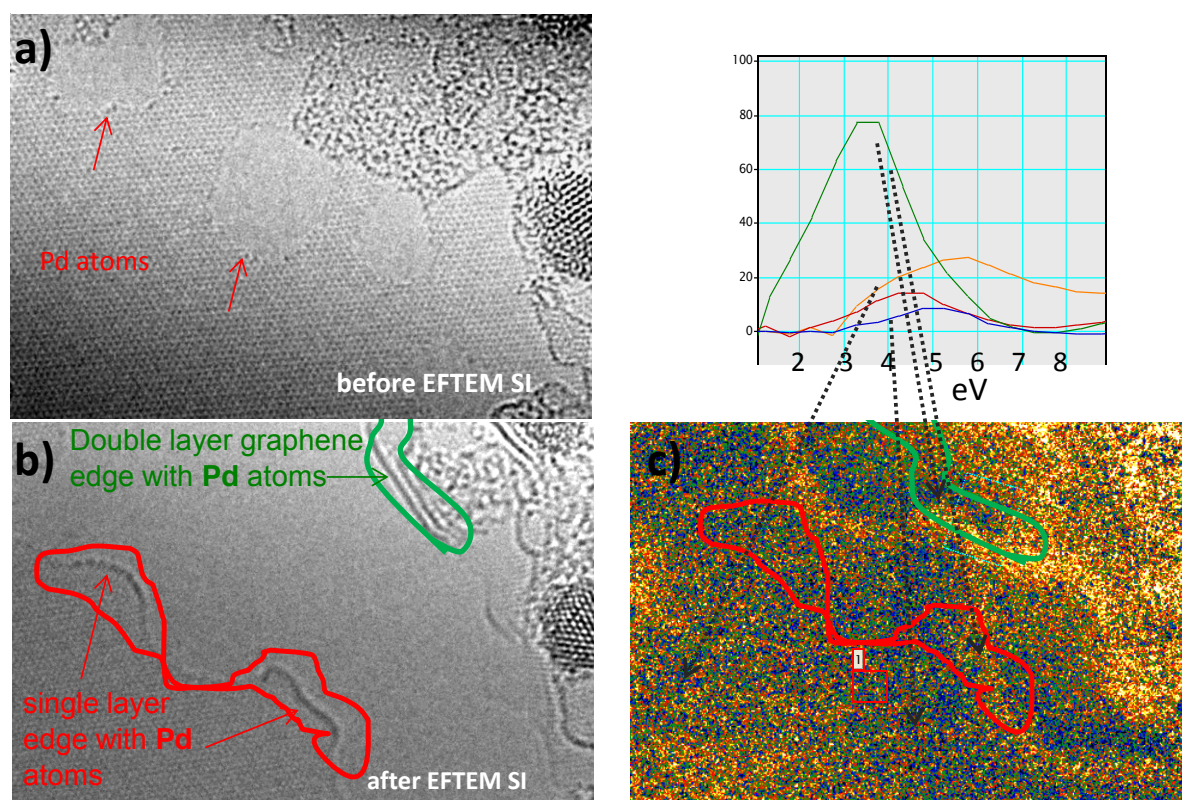 a)
Pd atoms
before EFTEM SI
100
80
60
40
20
0
2 3 4 5 6 7 8
eV
b)
Double layer graphene
edge with Pd atoms
single layer
edge with Pd
atoms
after EFTEM SI
c)
1